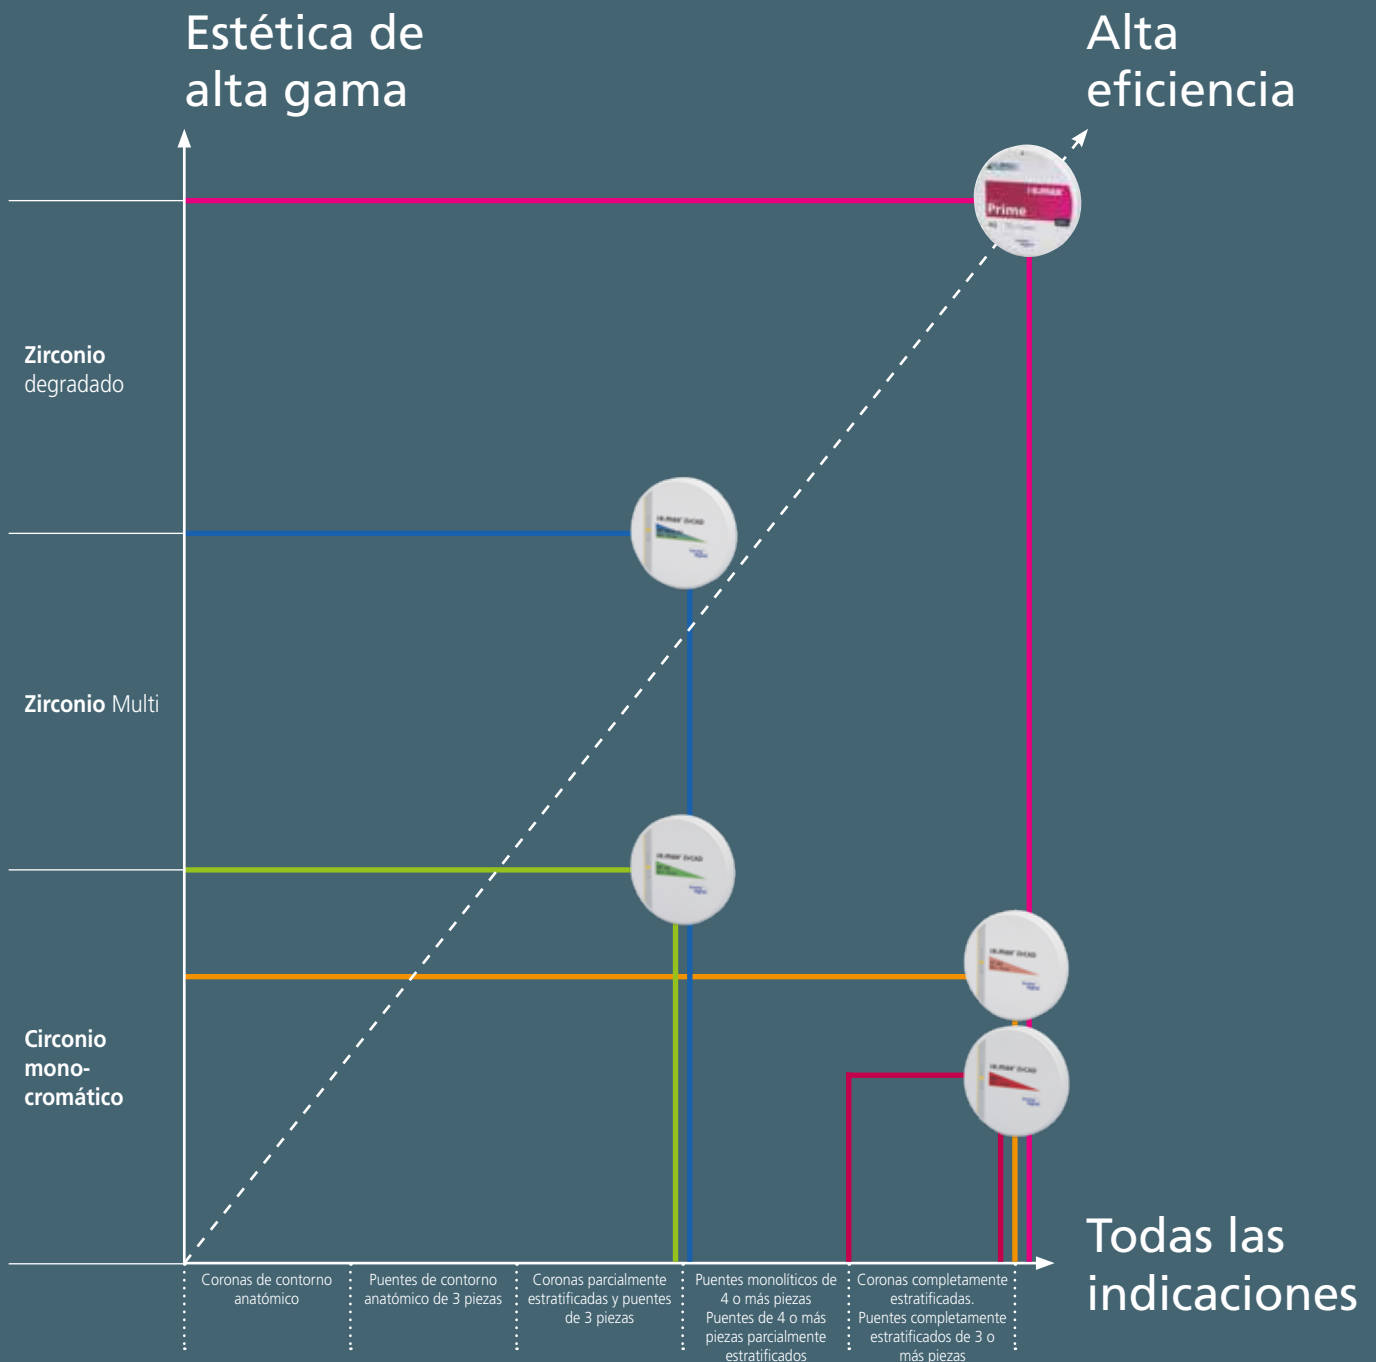 Estética de
alta gama
Alta
eficiencia
Prime
Zirconio
degradado
Zirconio Multi
Circonio
mono-
cromático
Todas las
indicaciones
Coronas de contorno
anatómico
Puentes de contorno
anatómico de 3 piezas
Coronas parcialmente
estratificadas y puentes
de 3 piezas
Puentes monolíticos de
4 o más piezas
Puentes de 4 o más
piezas parcialmente
estratificados
Coronas completamente
estratificadas.
Puentes completamente
estratificados de 3 o
más piezas